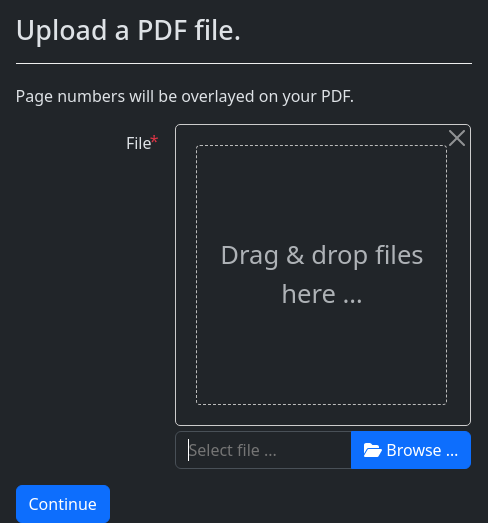 Upload a PDF file.
Page numbers will be overlayed on your PDF.
File*
Drag & drop files
here ...
Select file ...
Browse ...
Continue